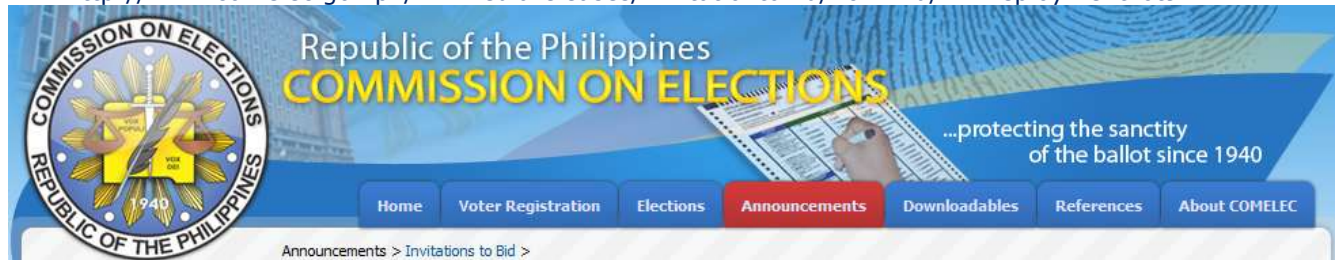 COMMISSION ON ELECTIONS
REPUBLIC OF THE PHILIPPINES
VOX
POPULI
VOX
DEI
1940
Republic of the Philippines
COMMISSION ON ELECTIONS
...protecting the sanctity
of the ballot since 1940
Home Voter Registration Elections Announcements Downloadables References About COMELEC
Announcements > Invitations to Bid >